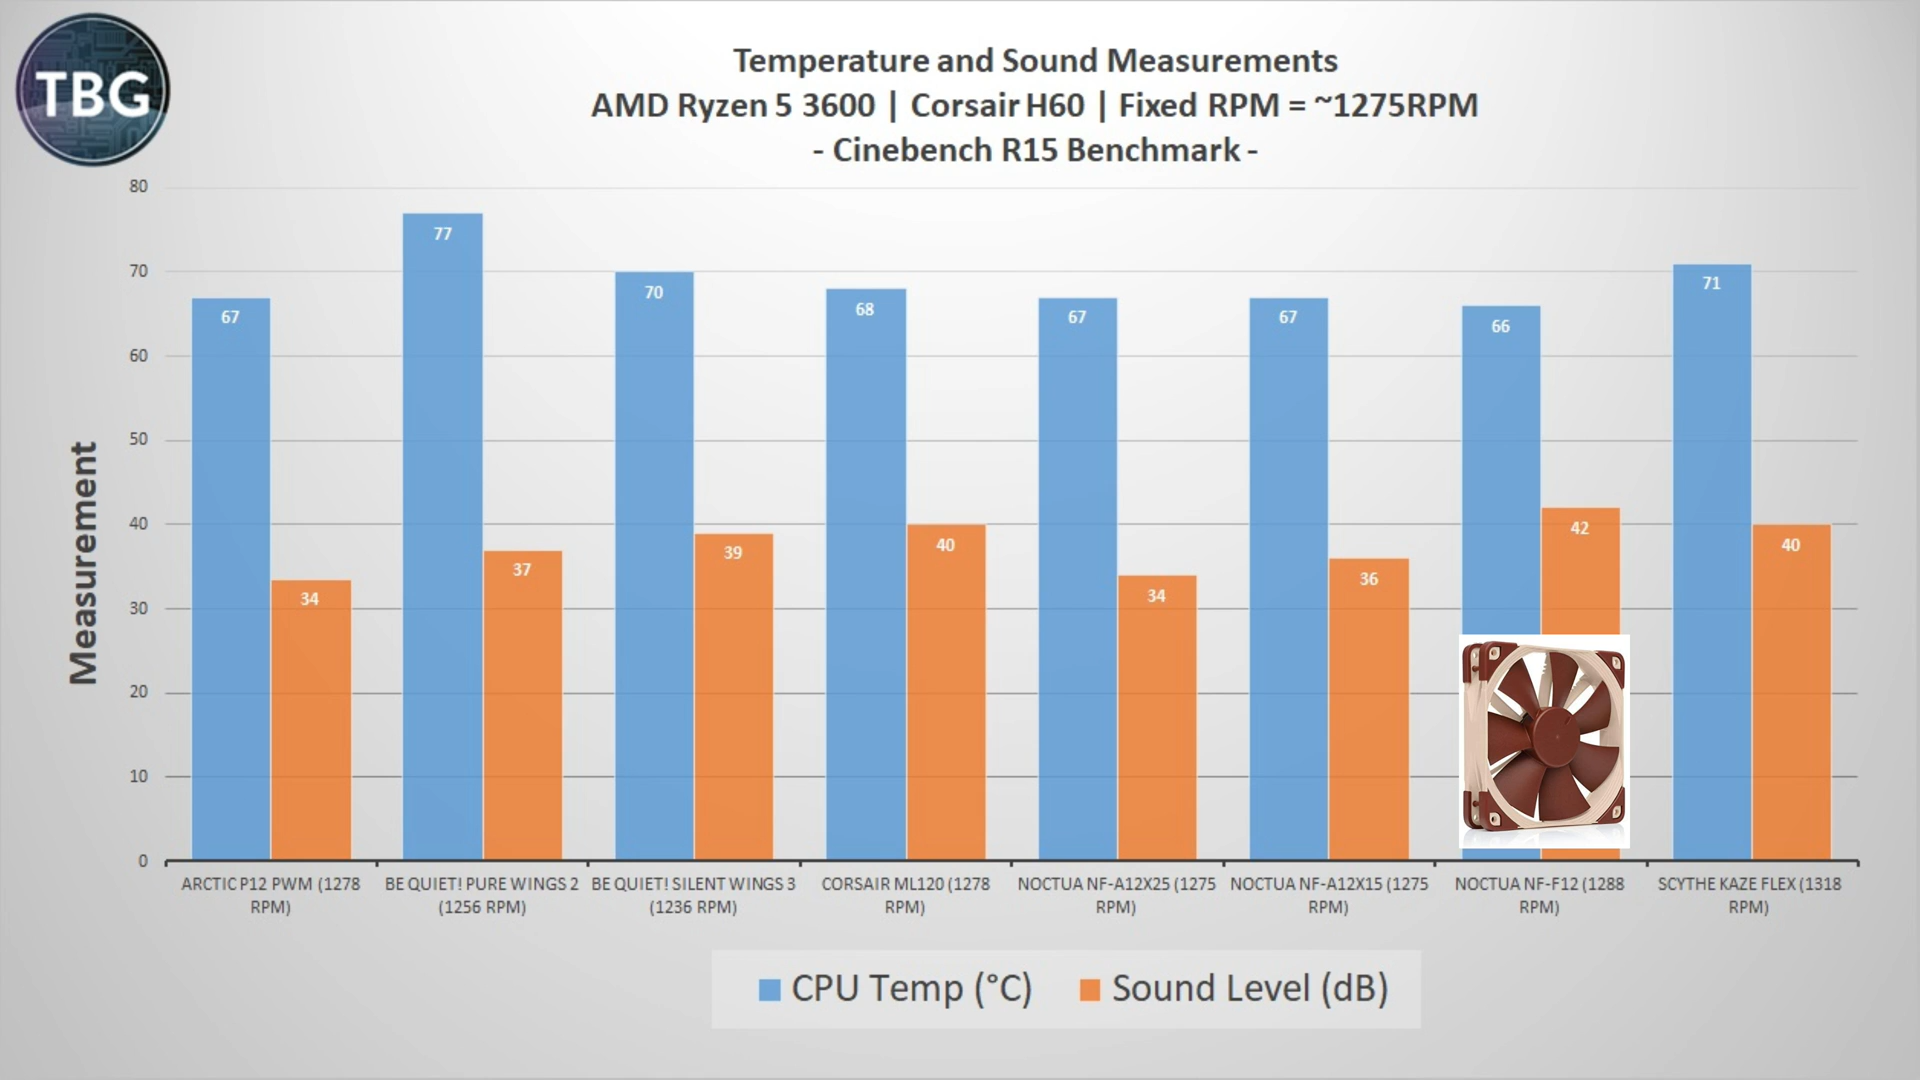 TBG
Temperature and Sound Measurements
AMD Ryzen 5 3600 | Corsair H60 | Fixed RPM = ~1275RPM
- Cinebench R15 Benchmark -
Measurement
80
70
60
50
40
30
20
10
0
67
34
77
37
70
39
68
40
67
34
67
36
66
42
71
40
ARCTIC P12 PWM (1278
RPM)
BE QUIET! PURE WINGS 2
(1256 RPM)
BE QUIET! SILENT WINGS 3
(1236 RPM)
CORSAIR ML120 (1278
RPM)
NOCTUA NF-A12X25 (1275
RPM)
NOCTUA NF-A12X15 (1275
RPM)
NOCTUA NF-F12 (1288
RPM)
SCYTHE KAZE FLEX (1318
RPM)
CPU Temp (°C)
Sound Level (dB)